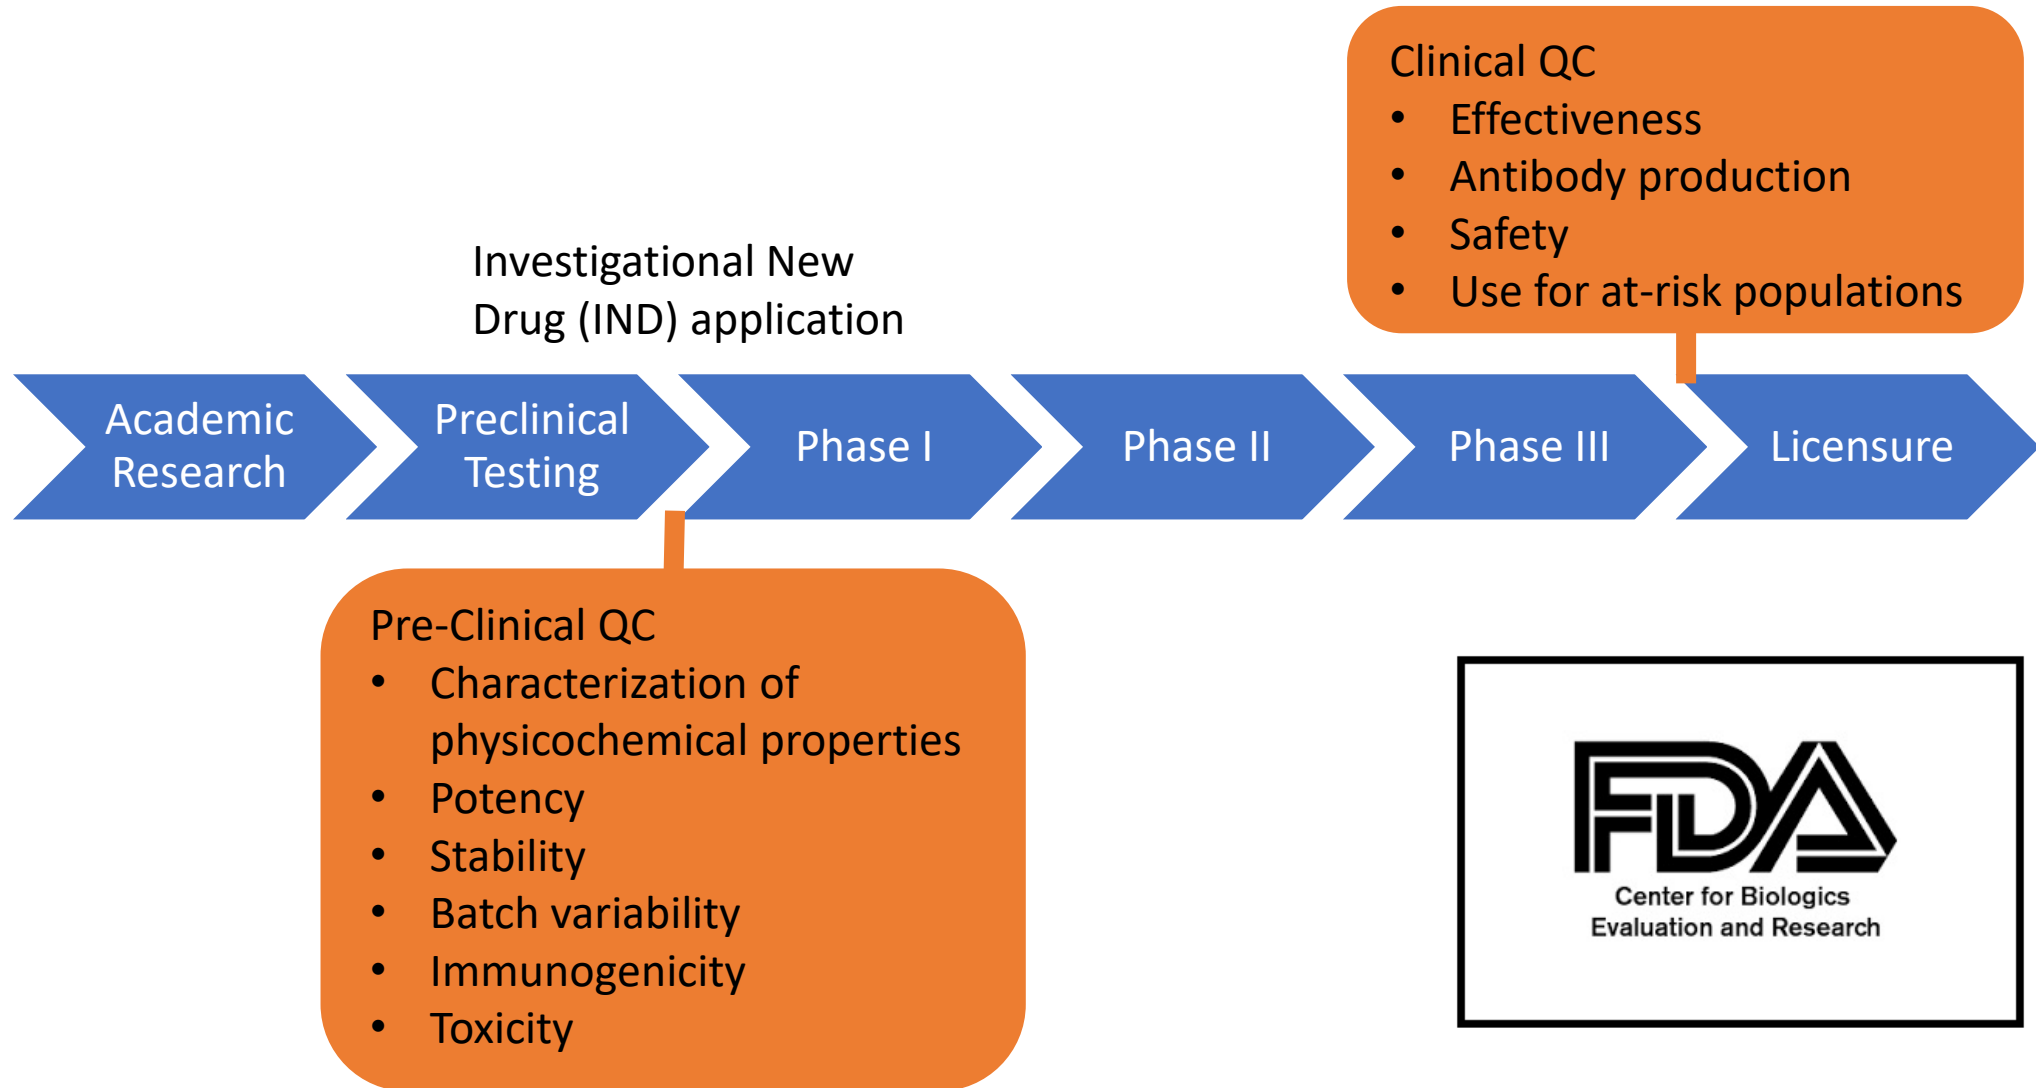 Clinical QC
• Effectiveness
• Antibody production
• Safety
• Use for at-risk populations
Investigational New
Drug (IND) application
Academic
Research
Preclinical
Testing
Phase I
Phase II
Phase III
Licensure
Pre-Clinical QC
• Characterization of
physicochemical properties
• Potency
• Stability
• Batch variability
• Immunogenicity
• Toxicity
FDA
Center for Biologics
Evaluation and Research